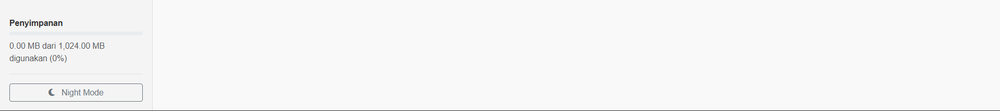 Penyimpanan
0.00 MB dari 1,024.00 MB
digunakan (0%)
Night Mode